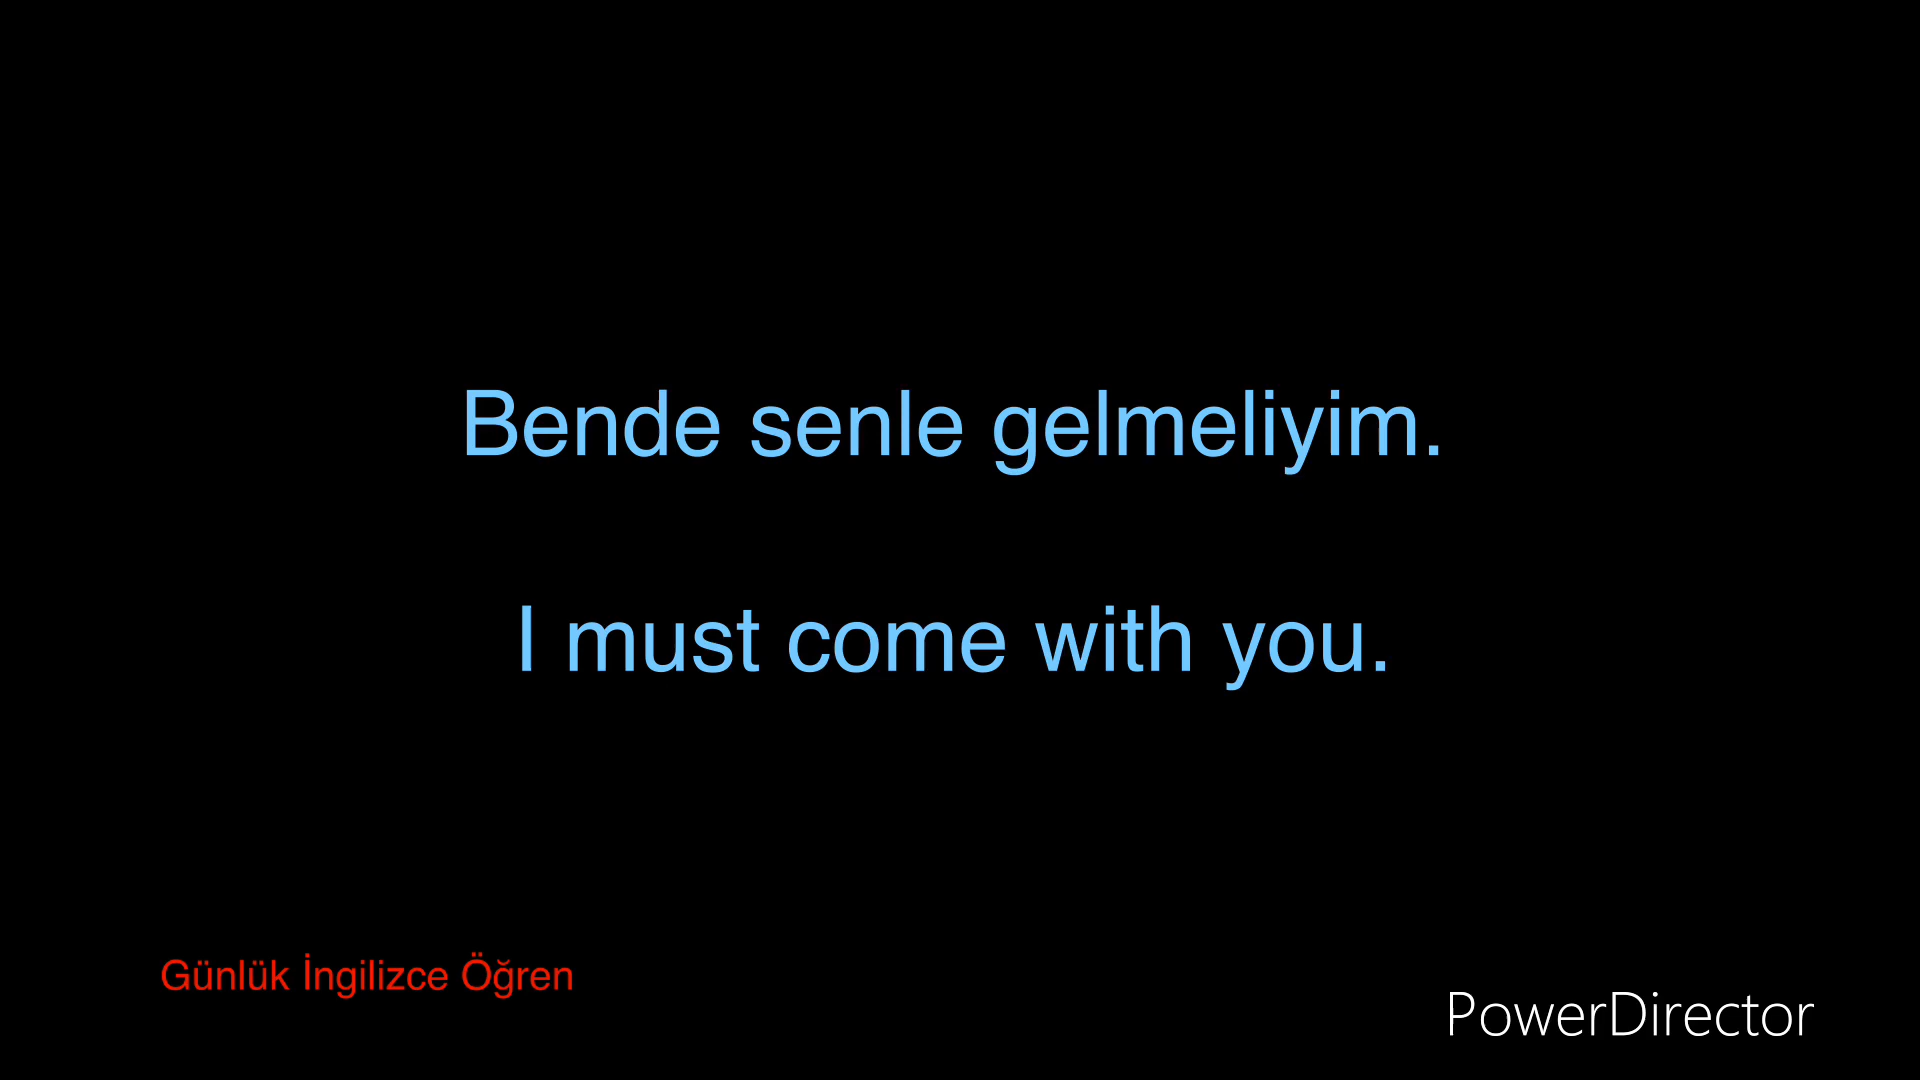 Bende senle gelmeliyim.
I must come with you.
Günlük İngilizce Öğren
PowerDirector